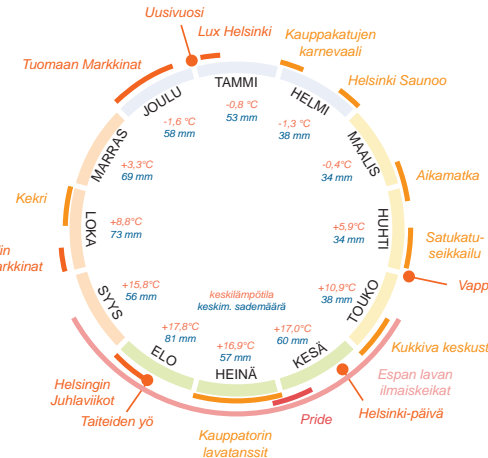 Uusivuosi
Lux Helsinki
Kauppakatujen
karnevaali
Tuomaan Markkinat
Helsinki Saunoo
TAMMI
-0,8 °C
53 mm
HELMI
-1,3 °C
38 mm
MAALIS
-0,4°C
34 mm
Aikamatka
HUHTI
+5,9°C
34 mm
Satukatu-
seikkailu
Vapp
TOUKO
+10,9°C
38 mm
Kukkiva keskust
Espan lavan
ilmaiskeikat
KESÄ
+17,0°C
60 mm
Helsinki-päivä
Pride
HEINÄ
+16,9°C
57 mm
Kauppatorin
lavatanssit
ELO
+17,8°C
81 mm
Helsingin
Juhlaviikot
Taiteiden yö
SYYS
+15,8°C
56 mm
in
arkkinat
LOKA
+8,8°C
73 mm
Kekri
MARRAS
+3,3°C
69 mm
JOULU
-1,6 °C
58 mm
keskilämpötila
keskim. sademäärä